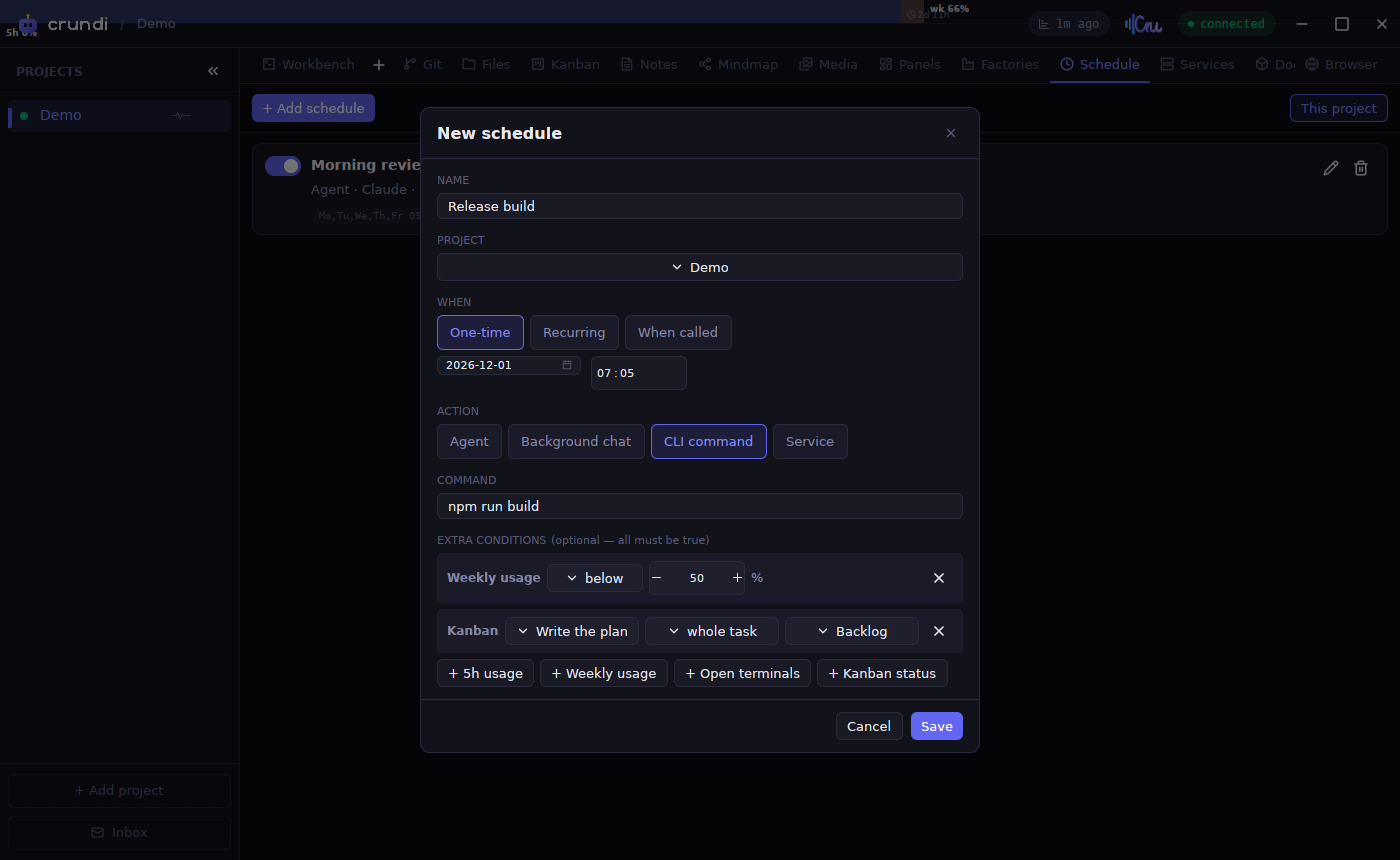 wk 66%
2d 11h
5h 6%
crundi / Demo
1m ago
Cru
connected
PROJECTS
Workbench
Git
Files
Kanban
Notes
Mindmap
Media
Panels
Factories
Schedule
Services
Doc
Browser
Demo
+ Add schedule
This project
Morning revie
Agent · Claude ·
Mo,Tu,We,Th,Fr 09
New schedule
NAME
Release build
PROJECT
Demo
WHEN
One-time
Recurring
When called
2026-12-01
07:05
ACTION
Agent
Background chat
CLI command
Service
COMMAND
npm run build
EXTRA CONDITIONS (optional — all must be true)
Weekly usage below − 50 + %
Kanban Write the plan whole task Backlog
+ 5h usage
+ Weekly usage
+ Open terminals
+ Kanban status
Cancel
Save
+ Add project
Inbox